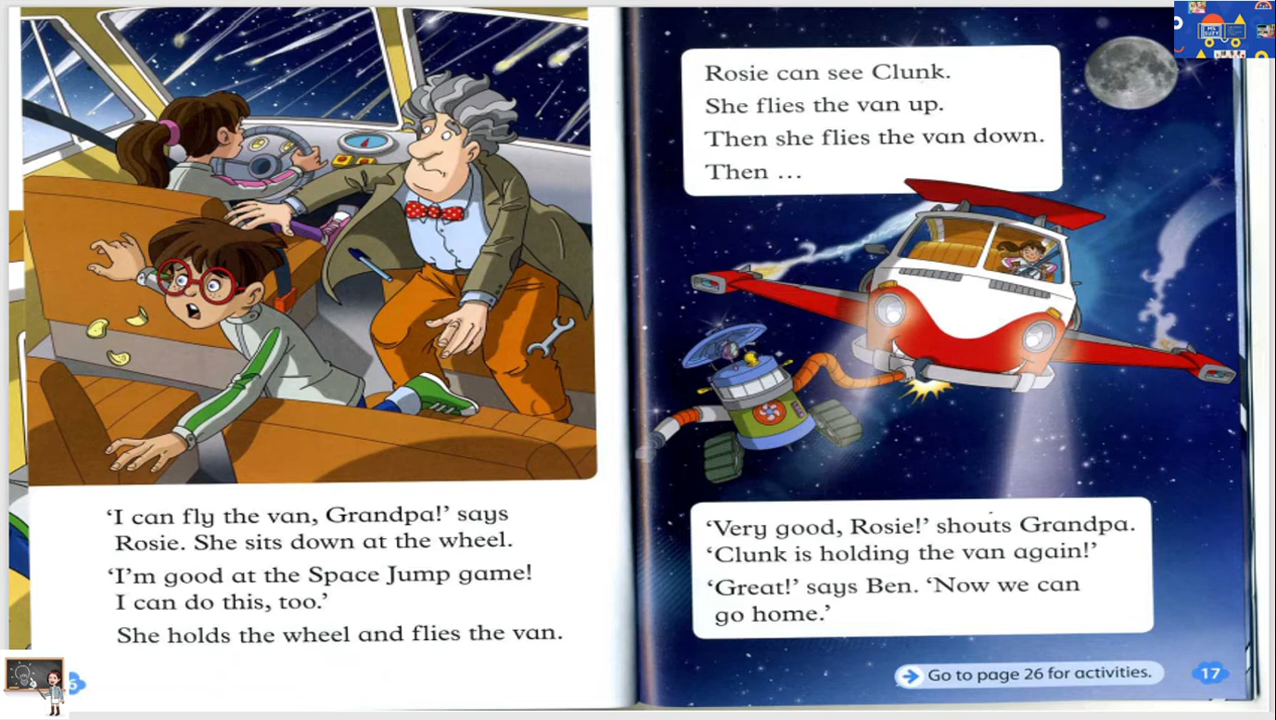 'I can fly the van, Grandpa!' says
Rosie. She sits down at the wheel.
'I'm good at the Space Jump game!
I can do this, too.'
She holds the wheel and flies the van.
Rosie can see Clunk.
She flies the van up.
Then she flies the van down.
Then ...
'Very good, Rosie!' shouts Grandpa.
'Clunk is holding the van again!'
'Great!' says Ben. 'Now we can
go home.'
Go to page 26 for activities.
17